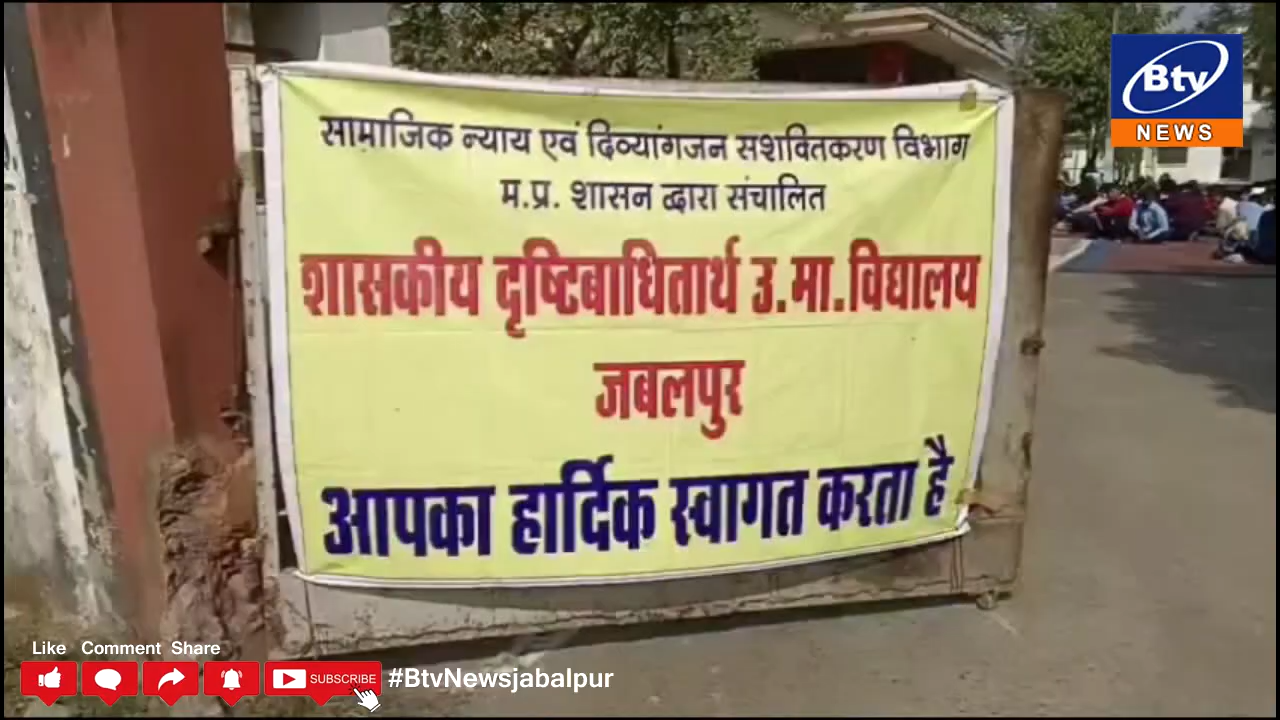 सामाजिक न्याय एवं दिव्यांगजन सशक्तिकरण विभाग
म.प्र. शासन द्वारा संचालित
शासकीय दृष्टिबाधितार्थ उ.मा.विद्यालय
जबलपुर
आपका हार्दिक स्वागत करता है
Btv
NEWS
Like Comment Share
SUBSCRIBE
#BtvNewsjabalpur